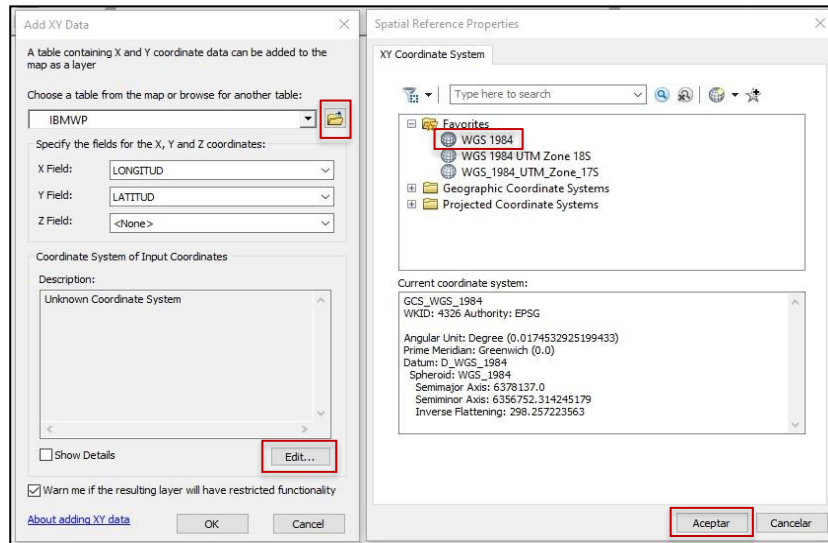 Add XY Data
A table containing X and Y coordinate data can be added to the
map as a layer
Choose a table from the map or browse for another table:
IBMWP
Specify the fields for the X, Y and Z coordinates:
X Field:
LONGITUD
Y Field:
LATITUD
Z Field:
<None>
Coordinate System of Input Coordinates
Description:
Unknown Coordinate System
Show Details
Edit...
Warn me if the resulting layer will have restricted functionality
About adding XY data
OK
Cancel
Spatial Reference Properties
XY Coordinate System
Type here to search
Favorites
WGS 1984
WGS 1984 UTM Zone 18S
WGS_1984_UTM_Zone_17S
Geographic Coordinate Systems
Projected Coordinate Systems
Current coordinate system:
GCS_WGS_1984
WKID: 4326 Authority: EPSG
Angular Unit: Degree (0.0174532925199433)
Prime Meridian: Greenwich (0.0)
Datum: D_WGS_1984
Spheroid: WGS_1984
Semimajor Axis: 6378137.0
Semiminor Axis: 6356752.314245179
Inverse Flattening: 298.257223563
Aceptar
Cancelar